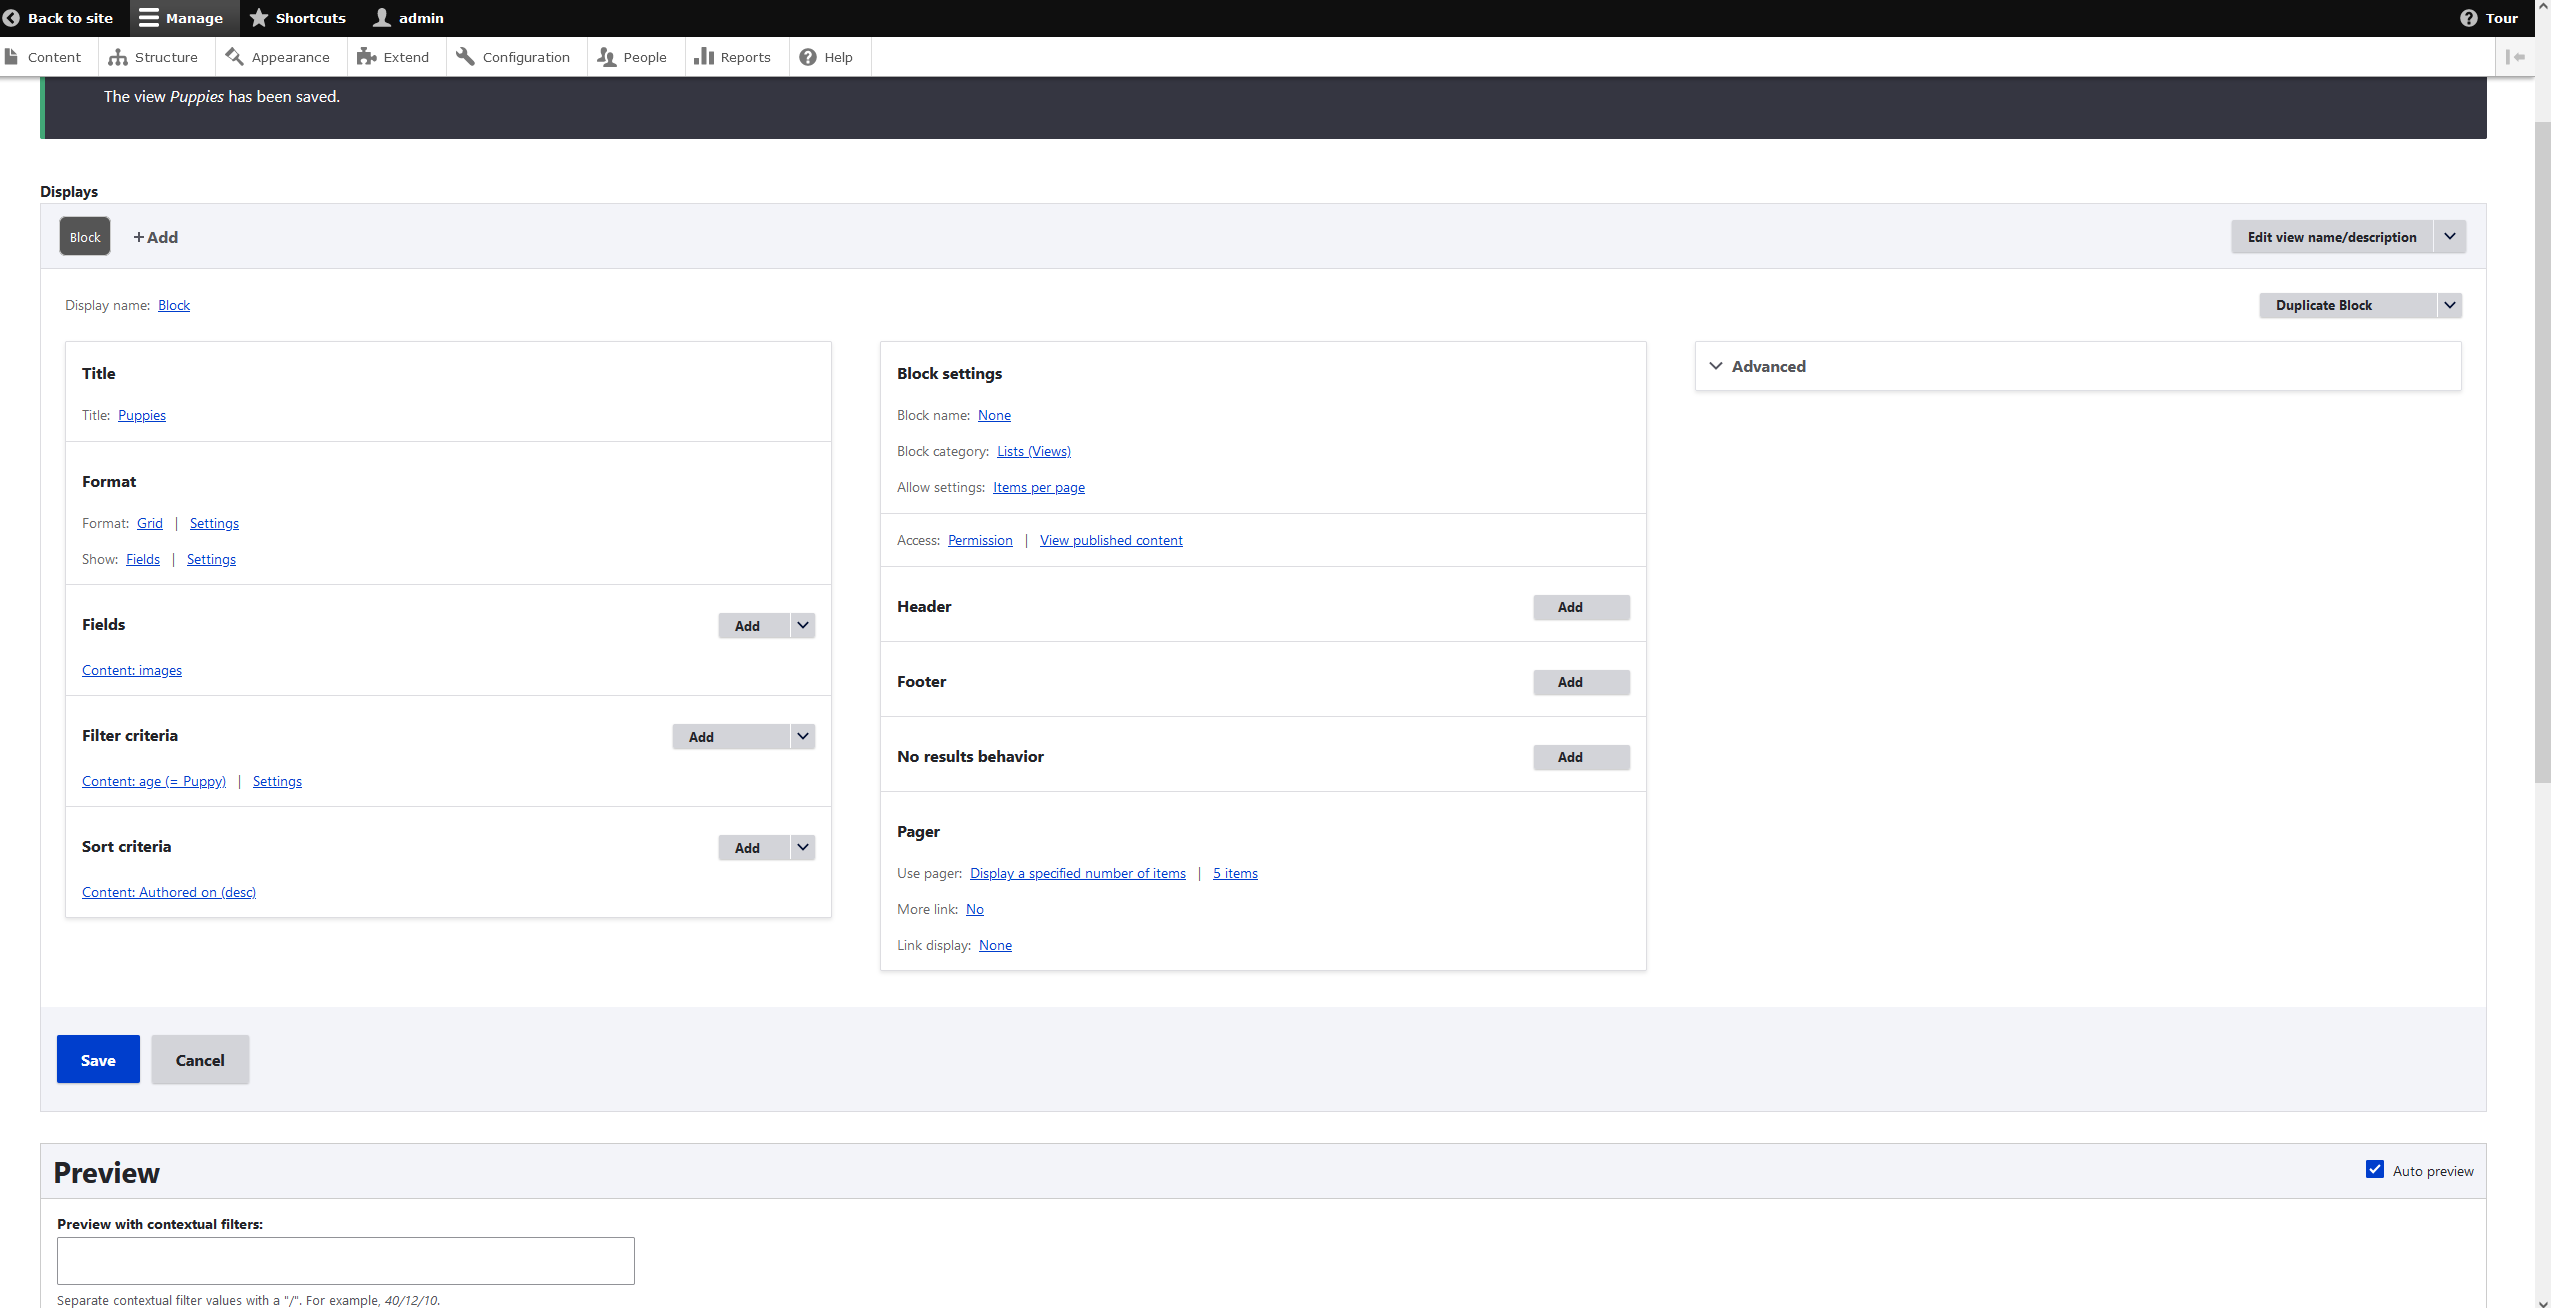 Back to site Manage Shortcuts admin Tour
Content Structure Appearance Extend Configuration People Reports Help
The view Puppies has been saved.
Displays
Block +Add Edit view name/description
Display name: Block Duplicate Block
Title
Title: Puppies
Format
Format: Grid | Settings
Show: Fields | Settings
Fields Add
Content: images
Filter criteria Add
Content: age (= Puppy) | Settings
Sort criteria Add
Content: Authored on (desc)
Block settings
Block name: None
Block category: Lists (Views)
Allow settings: Items per page
Access: Permission | View published content
Header Add
Footer Add
No results behavior Add
Pager
Use pager: Display a specified number of items | 5 items
More link: No
Link display: None
Advanced
Save Cancel
Preview Auto preview
Preview with contextual filters:
Separate contextual filter values with a "/". For example, 40/12/10.